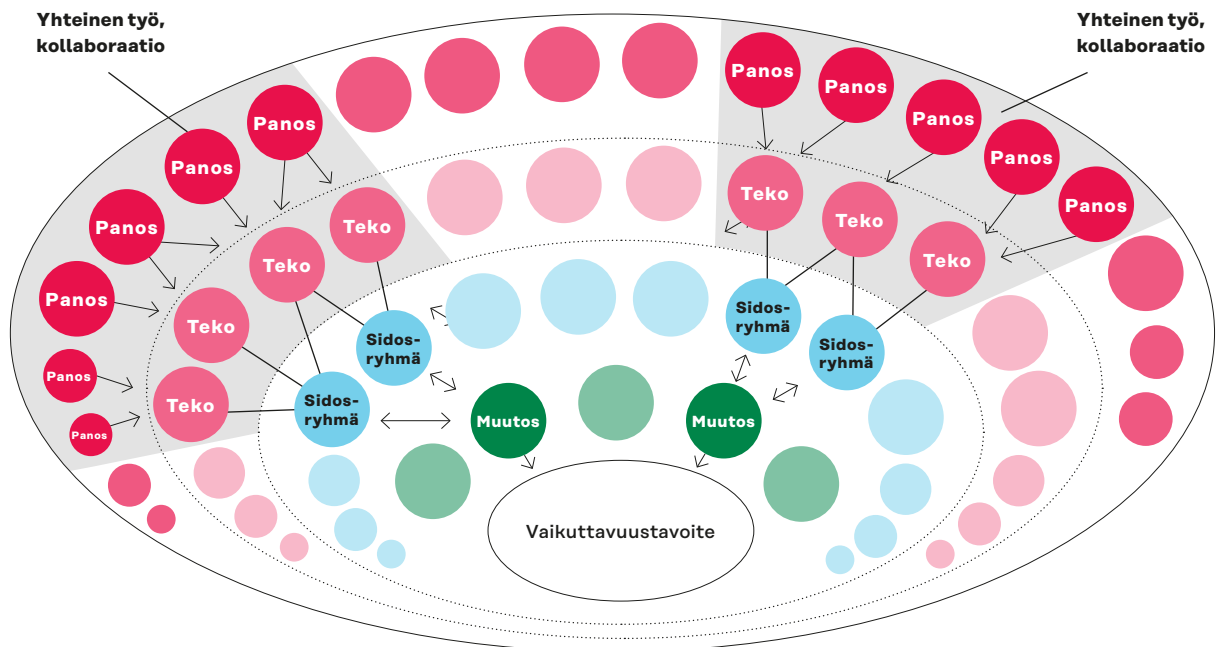 Yhteinen työ,
kollaboraatio
Yhteinen työ,
kollaboraatio
Panos
Panos
Panos
Panos
Panos
Panos
Panos
Panos
Panos
Panos
Panos
Teko
Teko
Teko
Teko
Teko
Teko
Teko
Sidos-
ryhmä
Sidos-
ryhmä
Sidos-
ryhmä
Sidos-
ryhmä
Muutos
Muutos
Vaikuttavuustavoite